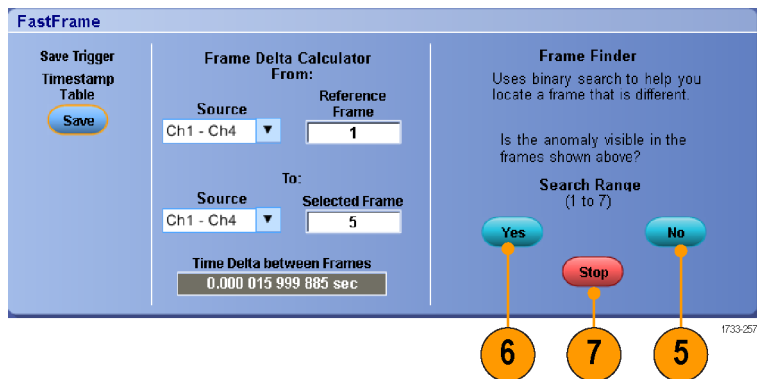 FastFrame
Save Trigger
Timestamp
Table
Save
Frame Delta Calculator
From:
Source
Reference
Frame
Ch1 - Ch4
1
To:
Source
Selected Frame
Ch1 - Ch4
5
Time Delta between Frames
0.000 015 999 885 sec
Frame Finder
Uses binary search to help you
locate a frame that is different.
Is the anomaly visible in the
frames shown above?
Search Range
(1 to 7)
Yes
No
Stop
1733-257
6
7
5